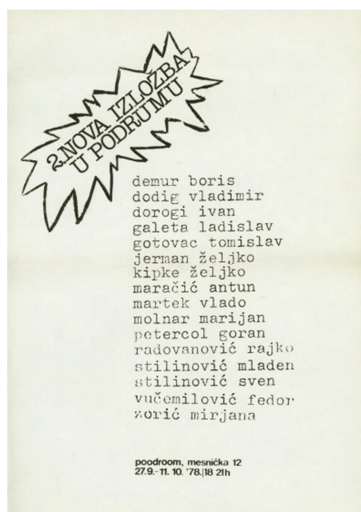 2.NOVA IZLOŽBA
U PODRUMU
demur boris
dodig vladimir
dorogi ivan
galeta ladislav
gotovac tomislav
jerman željko
kipke željko
maračić antun
martek vlado
molnar marijan
petercol goran
radovanović rajko
stilinović mladen
stilinović sven
vučemilović fedor
zorić mirjana
poodroom, mesnička 12
27.9.-11. 10. '78.|18 21h